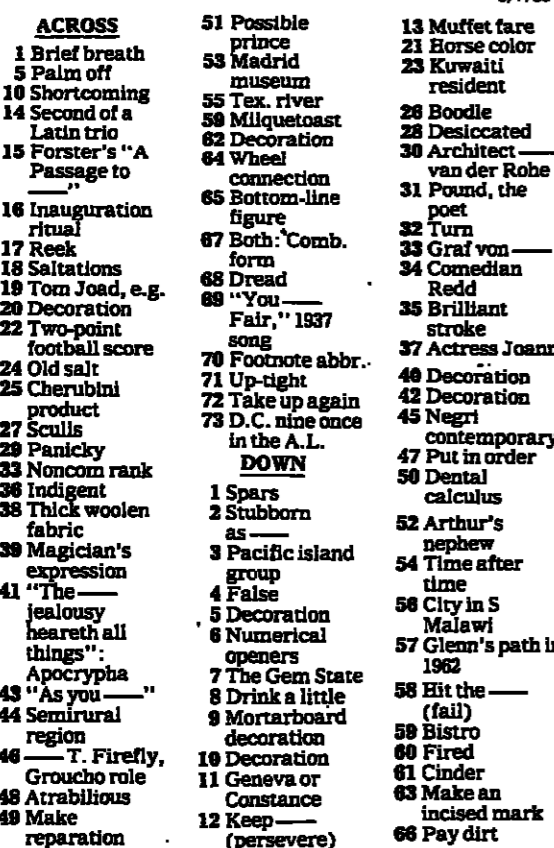 ACROSS
1 Brief breath
5 Palm off
10 Shortcoming
14 Second of a
Latin trio
15 Forster's "A
Passage to
——"
16 Inauguration
ritual
17 Reek
18 Saltations
19 Tom Joad, e.g.
20 Decoration
22 Two-point
football score
24 Old salt
25 Cherubini
product
27 Sculls
29 Panicky
33 Noncom rank
36 Indigent
38 Thick woolen
fabric
39 Magician's
expression
41 "The ——
jealousy
heareth all
things":
Apocrypha
43 "As you ——"
44 Semirural
region
46 —— T. Firefly,
Groucho role
48 Atrabilious
49 Make
reparation
51 Possible
prince
53 Madrid
museum
55 Tex. river
59 Milquetoast
62 Decoration
64 Wheel
connection
65 Bottom-line
figure
67 Both: Comb.
form
68 Dread
69 "You ——
Fair," 1937
song
70 Footnote abbr.
71 Up-tight
72 Take up again
73 D.C. nine once
in the A.L.
DOWN
1 Spars
2 Stubborn
as ——
3 Pacific island
group
4 False
5 Decoration
6 Numerical
openers
7 The Gem State
8 Drink a little
9 Mortarboard
decoration
10 Decoration
11 Geneva or
Constance
12 Keep ——
(persevere)
13 Muffet fare
21 Horse color
23 Kuwaiti
resident
26 Boodle
28 Desiccated
30 Architect ——
van der Rohe
31 Pound, the
poet
32 Turn
33 Graf von ——
34 Comedian
Redd
35 Brilliant
stroke
37 Actress Joann
40 Decoration
42 Decoration
45 Negri
contemporary
47 Put in order
50 Dental
calculus
52 Arthur's
nephew
54 Time after
time
56 City in S
Malawi
57 Glenn's path in
1962
58 Hit the ——
(fail)
59 Bistro
60 Fired
61 Cinder
63 Make an
incised mark
66 Pay dirt